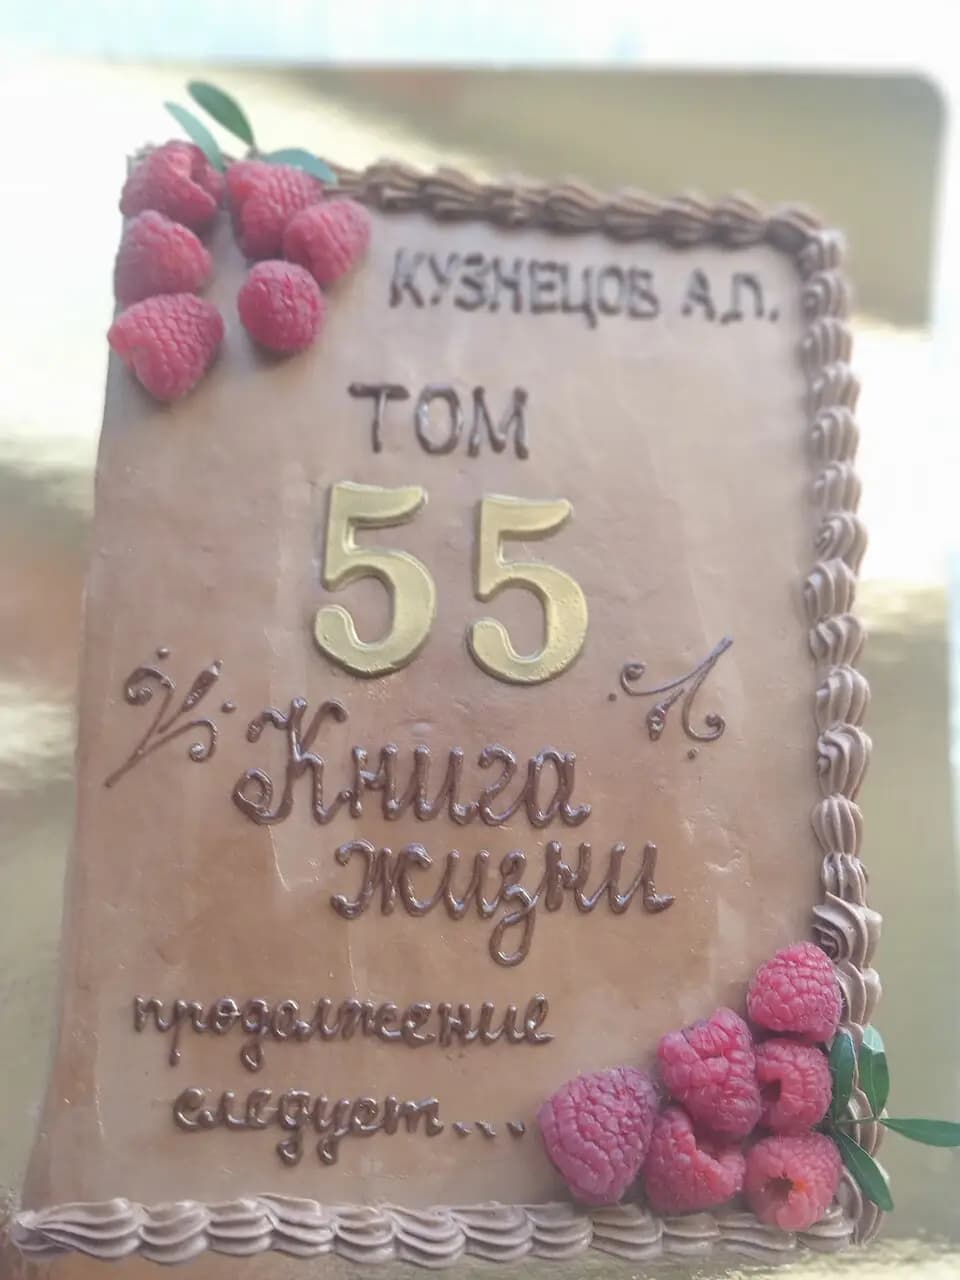 КУЗНЕЦОВ А.П.
ТОМ
55
Книга
жизни
продолжение
следует...